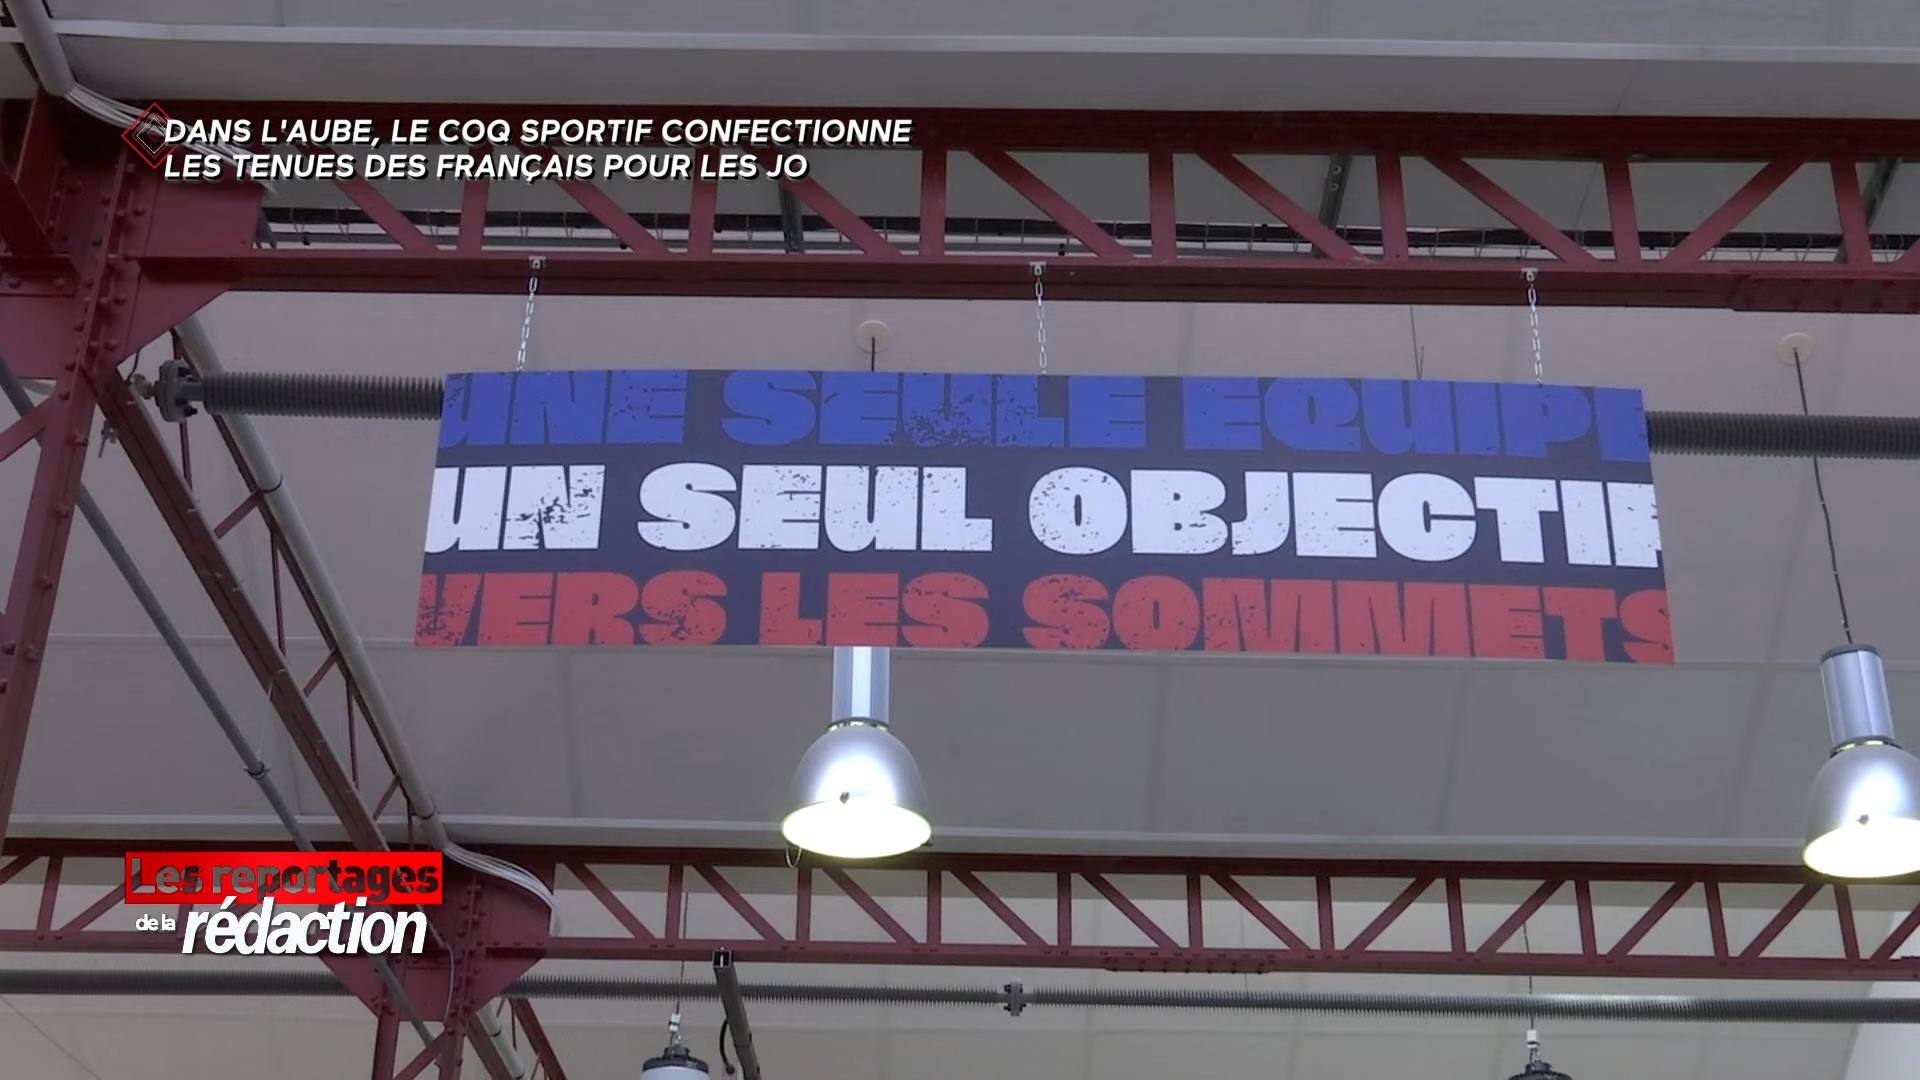 DANS L'AUBE, LE COQ SPORTIF CONFECTIONNE
LES TENUES DES FRANÇAIS POUR LES JO
UNE SEULE EQUIPE
UN SEUL OBJECTIF
VERS LES SOMMETS
Les reportages
de la rédaction